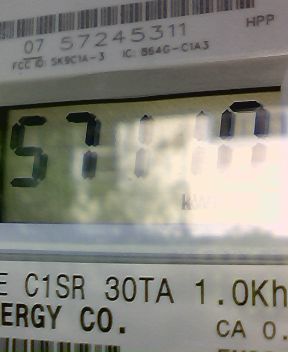 HPP
07 57245311
FCC ID: SK9C1A-3 IC: 864G-C1A3
kWh
E C1SR 30TA 1.0Kh
ERGY CO.
CA 0.